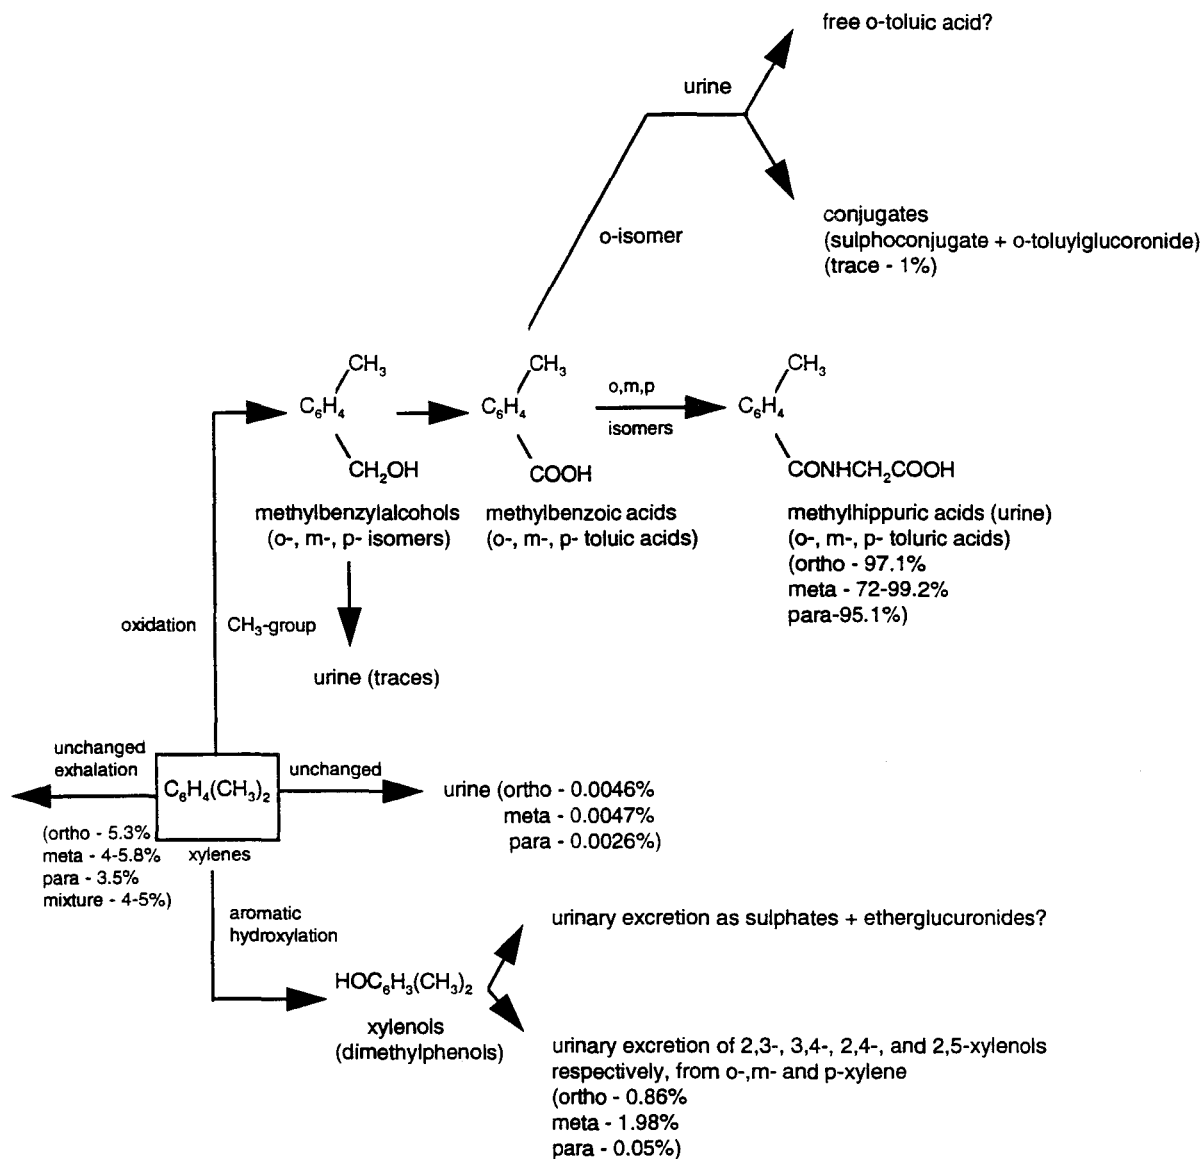 free o-toluic acid?
urine
conjugates
(sulphoconjugate + o-toluylglucoronide)
(trace - 1%)
o-isomer
CH₃
C₆H₄
CH₂OH
methylbenzylalcohols
(o-, m-, p- isomers)
CH₃
C₆H₄
COOH
methylbenzoic acids
(o-, m-, p- toluic acids)
o,m,p
isomers
CH₃
C₆H₄
CONHCH₂COOH
methylhippuric acids (urine)
(o-, m-, p- toluric acids)
(ortho - 97.1%
meta - 72-99.2%
para-95.1%)
oxidation
CH₃-group
urine (traces)
unchanged
exhalation
C₆H₄(CH₃)₂
xylenes
unchanged
urine (ortho - 0.0046%
meta - 0.0047%
para - 0.0026%)
(ortho - 5.3%
meta - 4-5.8%
para - 3.5%
mixture - 4-5%)
aromatic
hydroxylation
HOC₆H₃(CH₃)₂
xylenols
(dimethylphenols)
urinary excretion as sulphates + etherglucuronides?
urinary excretion of 2,3-, 3,4-, 2,4-, and 2,5-xylenols
respectively, from o-,m- and p-xylene
(ortho - 0.86%
meta - 1.98%
para - 0.05%)